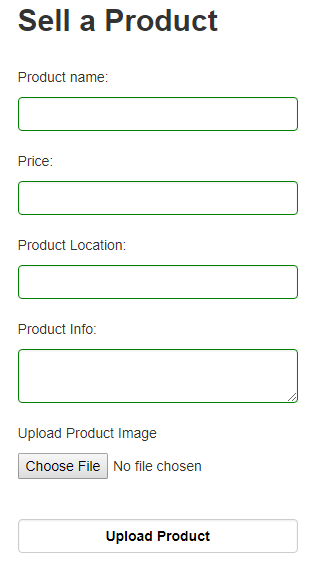 Sell a Product
Product name:
Price:
Product Location:
Product Info:
Upload Product Image
Choose File No file chosen
Upload Product